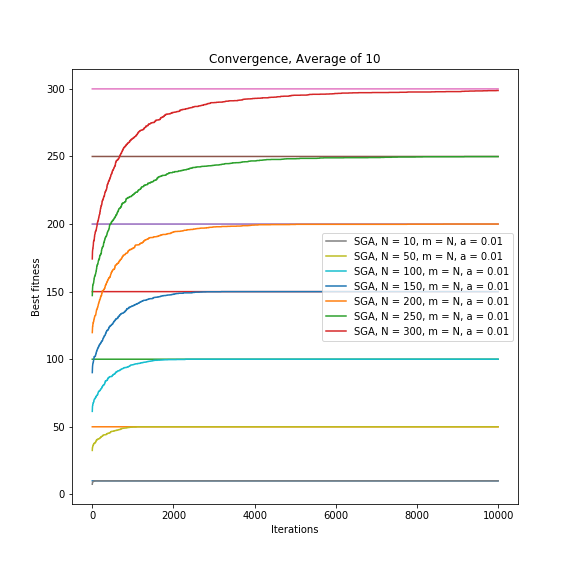 Convergence, Average of 10
Best fitness
300
250
200
150
100
50
0
SGA, N = 10, m = N, a = 0.01
SGA, N = 50, m = N, a = 0.01
SGA, N = 100, m = N, a = 0.01
SGA, N = 150, m = N, a = 0.01
SGA, N = 200, m = N, a = 0.01
SGA, N = 250, m = N, a = 0.01
SGA, N = 300, m = N, a = 0.01
0 2000 4000 6000 8000 10000
Iterations